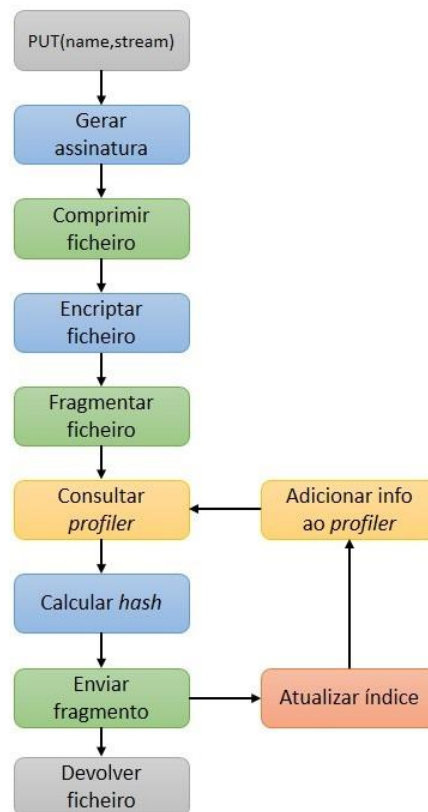 PUT(name,stream)
Gerar
assinatura
Comprimir
ficheiro
Encriptar
ficheiro
Fragmentar
ficheiro
Consultar
profiler
Adicionar info
ao profiler
Calcular hash
Enviar
fragmento
Atualizar índice
Devolver
ficheiro